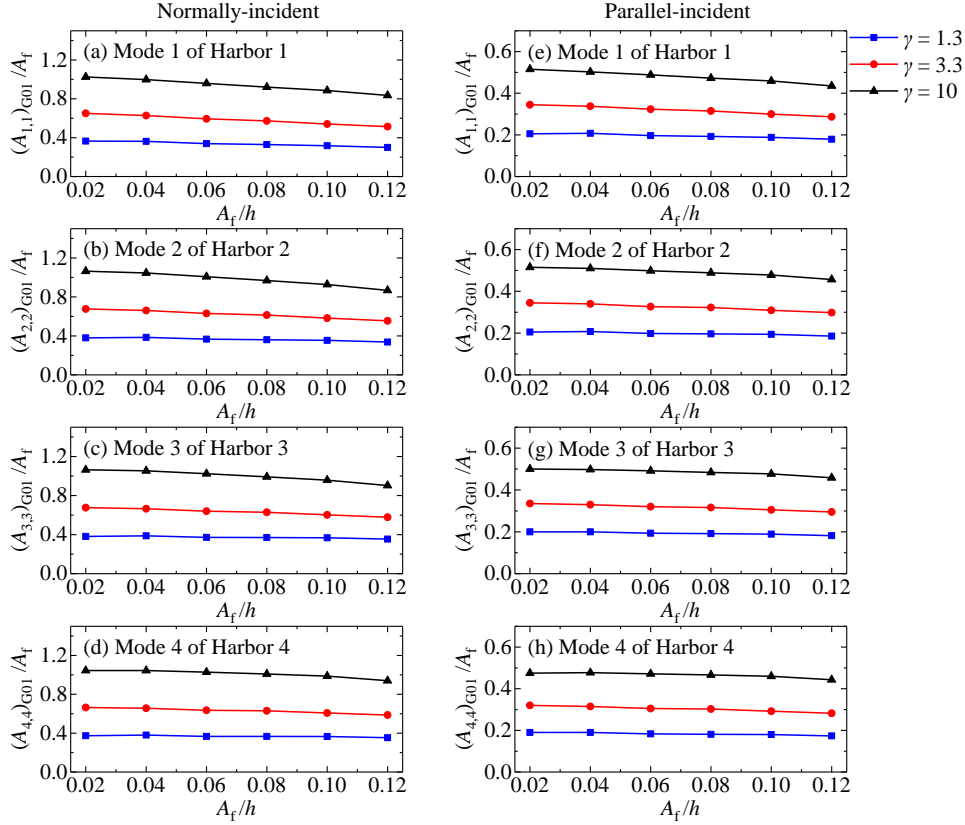 Normally-incident
Parallel-incident
γ = 1.3
γ = 3.3
γ = 10
(a) Mode 1 of Harbor 1
(A1,1)G01 /Af
1.2
0.8
0.4
0.0
0.02 0.04 0.06 0.08 0.10 0.12
Af/h
(e) Mode 1 of Harbor 1
(A1,1)G01 /Af
0.6
0.4
0.2
0.0
0.02 0.04 0.06 0.08 0.10 0.12
Af/h
(b) Mode 2 of Harbor 2
(A2,2)G01 /Af
1.2
0.8
0.4
0.0
0.02 0.04 0.06 0.08 0.10 0.12
Af/h
(f) Mode 2 of Harbor 2
(A2,2)G01 /Af
0.6
0.4
0.2
0.0
0.02 0.04 0.06 0.08 0.10 0.12
Af/h
(c) Mode 3 of Harbor 3
(A3,3)G01 /Af
1.2
0.8
0.4
0.0
0.02 0.04 0.06 0.08 0.10 0.12
Af/h
(g) Mode 3 of Harbor 3
(A3,3)G01 /Af
0.6
0.4
0.2
0.0
0.02 0.04 0.06 0.08 0.10 0.12
Af/h
(d) Mode 4 of Harbor 4
(A4,4)G01 /Af
1.2
0.8
0.4
0.0
0.02 0.04 0.06 0.08 0.10 0.12
Af/h
(h) Mode 4 of Harbor 4
(A4,4)G01 /Af
0.6
0.4
0.2
0.0
0.02 0.04 0.06 0.08 0.10 0.12
Af/h